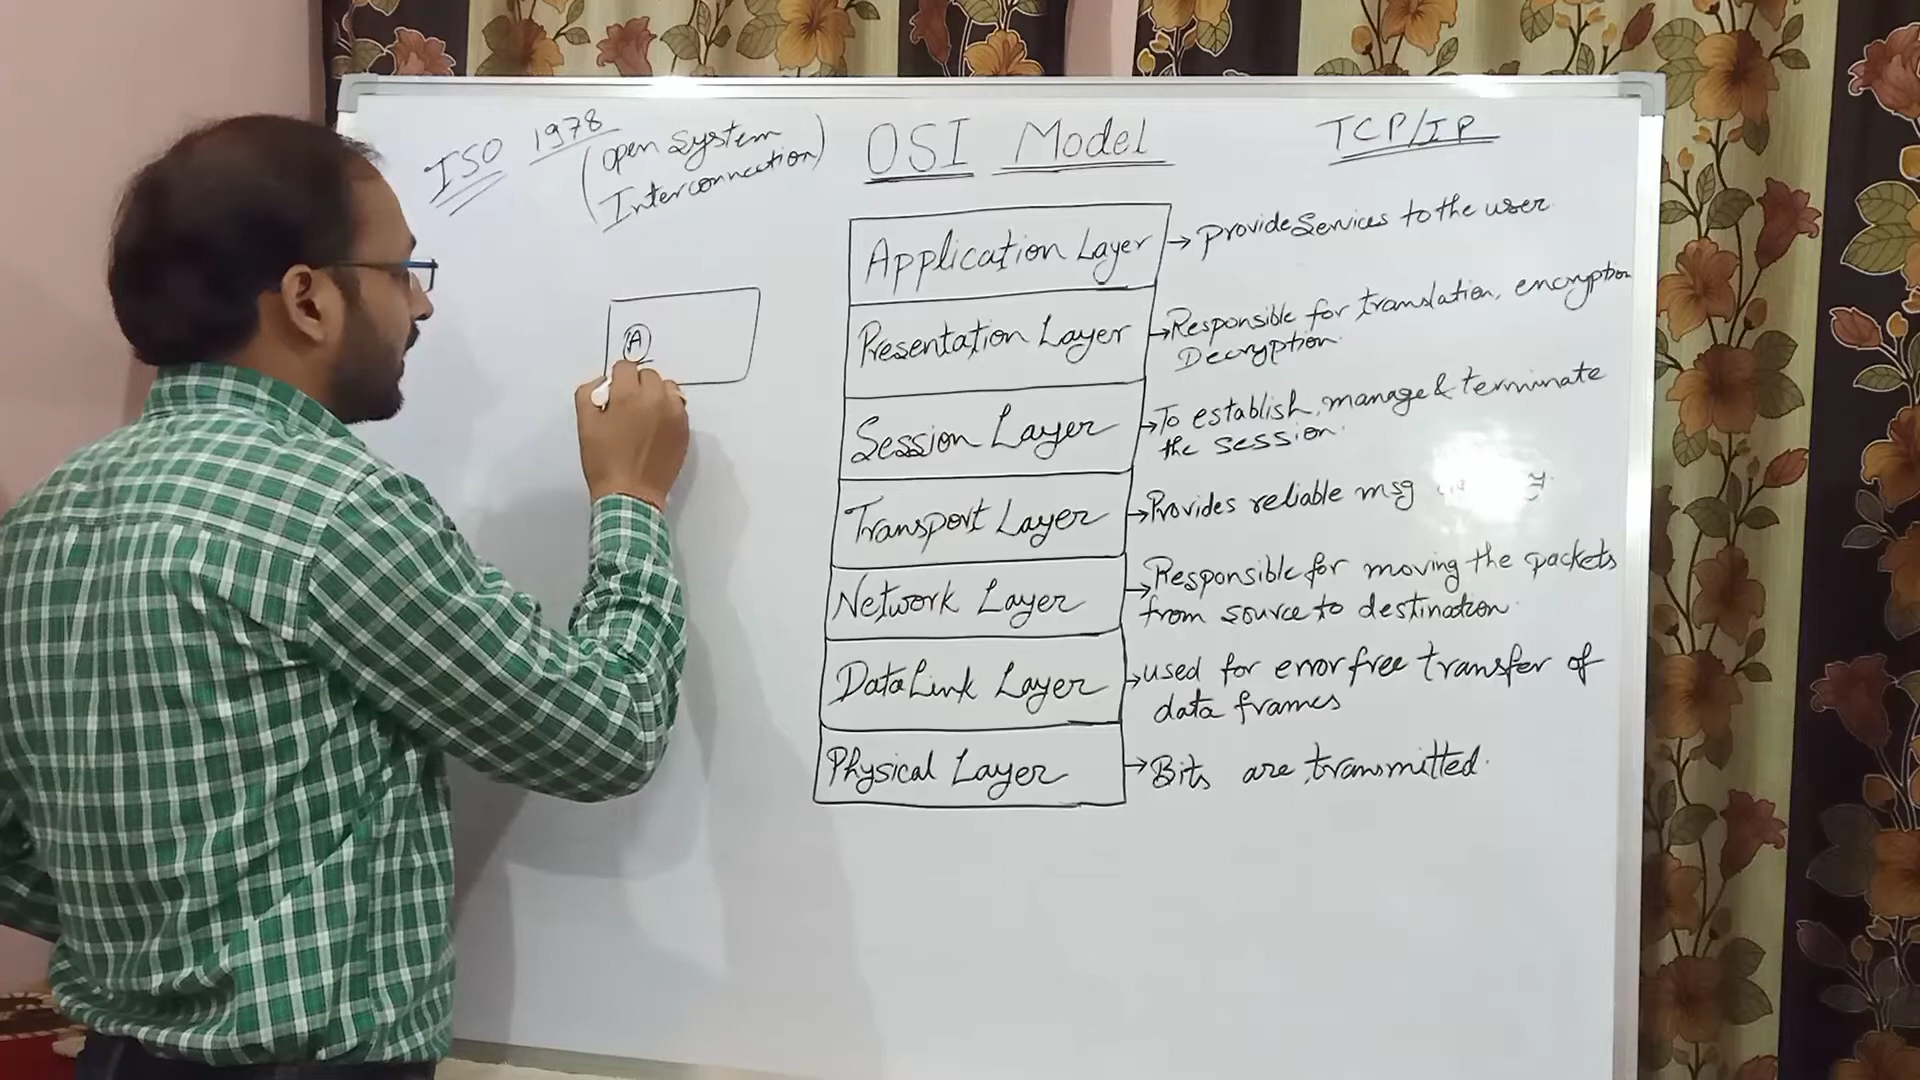 ISO 1978
(open system
Interconnection)
OSI Model
TCP/IP
Application Layer → provide Services to the user.
Presentation Layer → Responsible for translation, encryption
Decryption.
Session Layer → To establish, manage & terminate
the session.
Transport Layer → Provides reliable msg
Network Layer → Responsible for moving the packets
from source to destination.
Data Link Layer → used for error free transfer of
data frames
Physical Layer → Bits are transmitted.
A